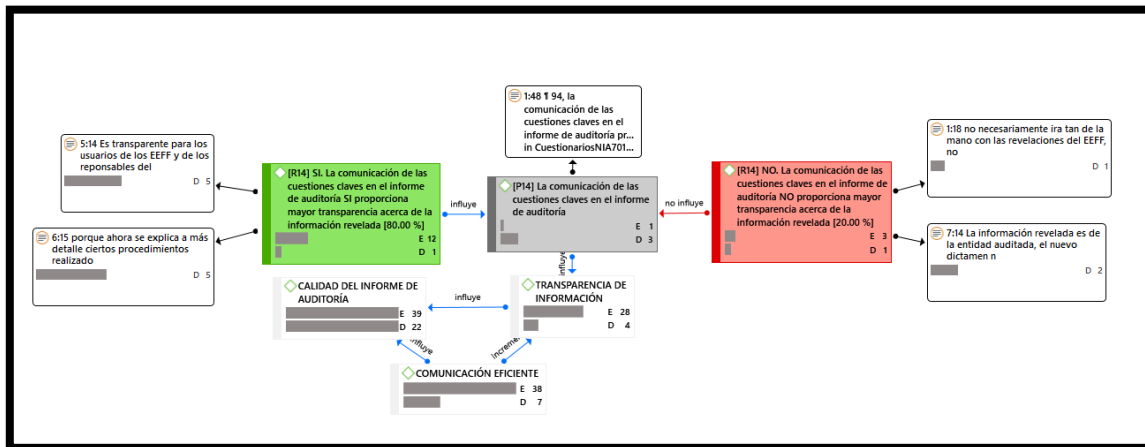 1:48 ¶ 94, la
comunicación de las
cuestiones claves en el
informe de auditoría pr...
in CuestionariosNIA701...
5:14 Es transparente para los
usuarios de los EEFF y de los
reponsables del
D 5
6:15 porque ahora se explica a más
detalle ciertos procedimientos
realizado
D 5
[R14] SI. La comunicación de las
cuestiones claves en el informe
de auditoría SI proporciona
mayor transparencia acerca de la
información revelada [80.00 %]
E 12
D 1
influye
[P14] La comunicación de las
cuestiones claves en el informe
de auditoría
E 1
D 3
no influye
[R14] NO. La comunicación de las
cuestiones claves en el informe de
auditoría NO proporciona mayor
transparencia acerca de la
información revelada [20.00 %]
E 3
D 1
1:18 no necesariamente ira tan de la
mano con las revelaciones del EEFF,
no
D 1
7:14 La información revelada es de
la entidad auditada, el nuevo
dictamen n
D 2
influye
CALIDAD DEL INFORME DE
AUDITORÍA
E 39
D 22
influye
TRANSPARENCIA DE
INFORMACIÓN
E 28
D 4
influye
COMUNICACIÓN EFICIENTE
E 38
D 7